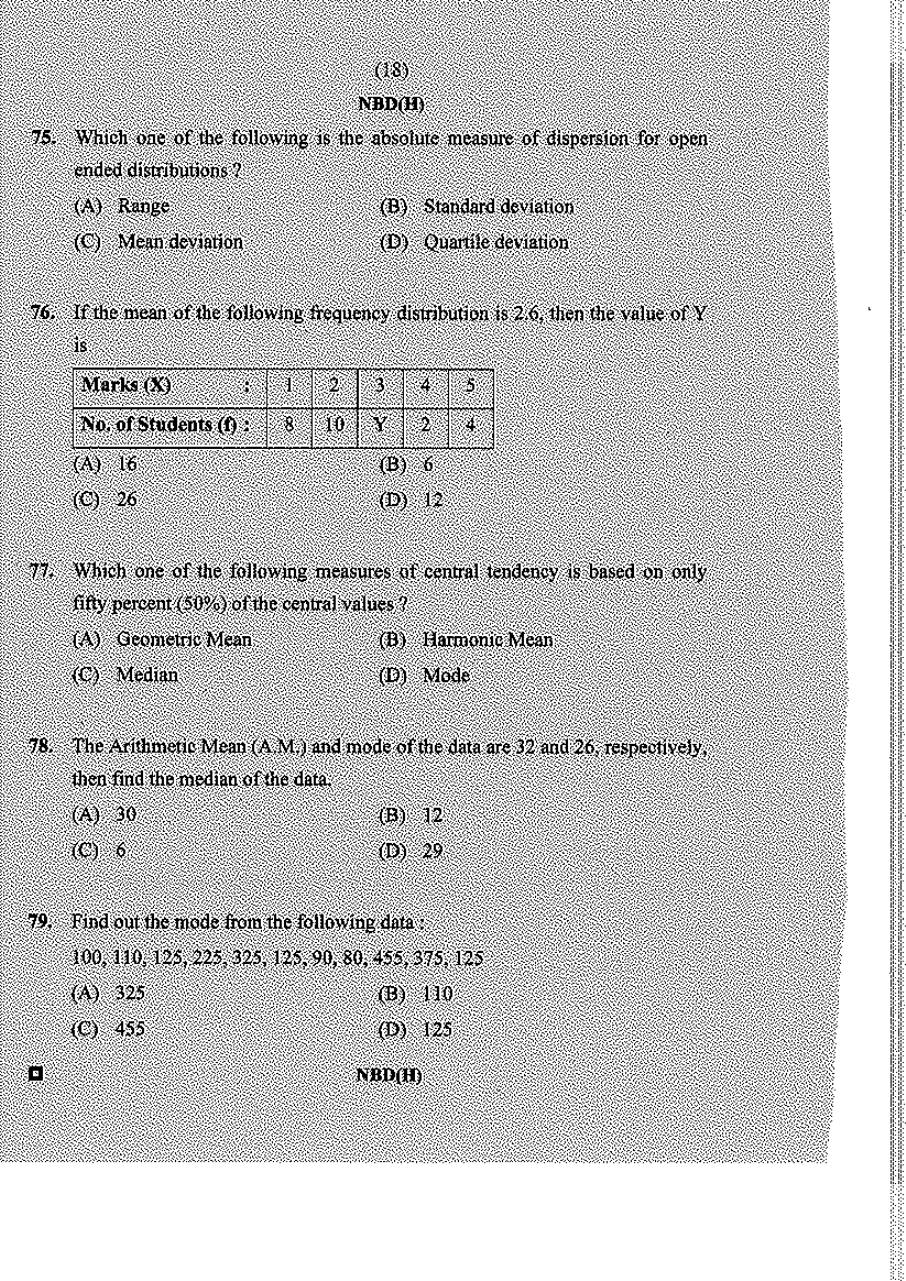 (18)
NBD(H)
75. Which one of the following is the absolute measure of dispersion for open
ended distributions ?
(A) Range (B) Standard deviation
(C) Mean deviation (D) Quartile deviation
76. If the mean of the following frequency distribution is 2.6, then the value of Y
is
Marks (X) : 1 2 3 4 5
No. of Students (f) : 8 10 Y 2 4
(A) 16 (B) 6
(C) 26 (D) 12
77. Which one of the following measures of central tendency is based on only
fifty percent (50%) of the central values ?
(A) Geometric Mean (B) Harmonic Mean
(C) Median (D) Mode
78. The Arithmetic Mean (A.M.) and mode of the data are 32 and 26, respectively,
then find the median of the data.
(A) 30 (B) 12
(C) 6 (D) 29
79. Find out the mode from the following data :
100, 110, 125, 225, 325, 125, 90, 80, 455, 375, 125
(A) 325 (B) 110
(C) 455 (D) 125
NBD(H)